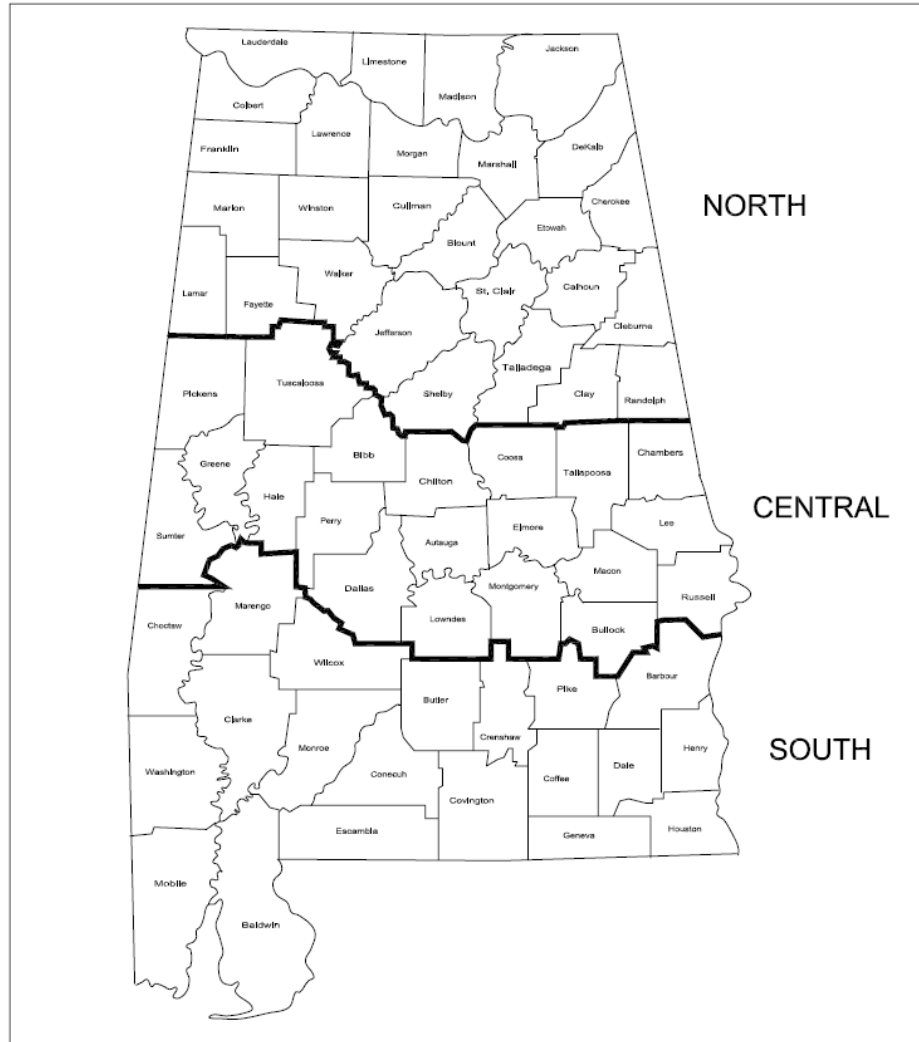 Lauderdale
Limestone
Madison
Jackson
Colbert
Lawrence
Franklin
Morgan
Marshall
DeKalb
Cherokee
NORTH
Marion
Winston
Cullman
Blount
Etowah
Walker
St. Clair
Calhoun
Lamar
Fayette
Jefferson
Cleburne
Talladega
Pickens
Tuscaloosa
Shelby
Clay
Randolph
Bibb
Coosa
Chambers
Greene
Chilton
Tallapoosa
Hale
CENTRAL
Perry
Elmore
Lee
Sumter
Autauga
Macon
Dallas
Montgomery
Russell
Marengo
Choctaw
Lowndes
Bullock
Wilcox
Barbour
Butler
Pike
Clarke
Crenshaw
Monroe
SOUTH
Henry
Washington
Conecuh
Coffee
Dale
Covington
Escambia
Geneva
Houston
Mobile
Baldwin